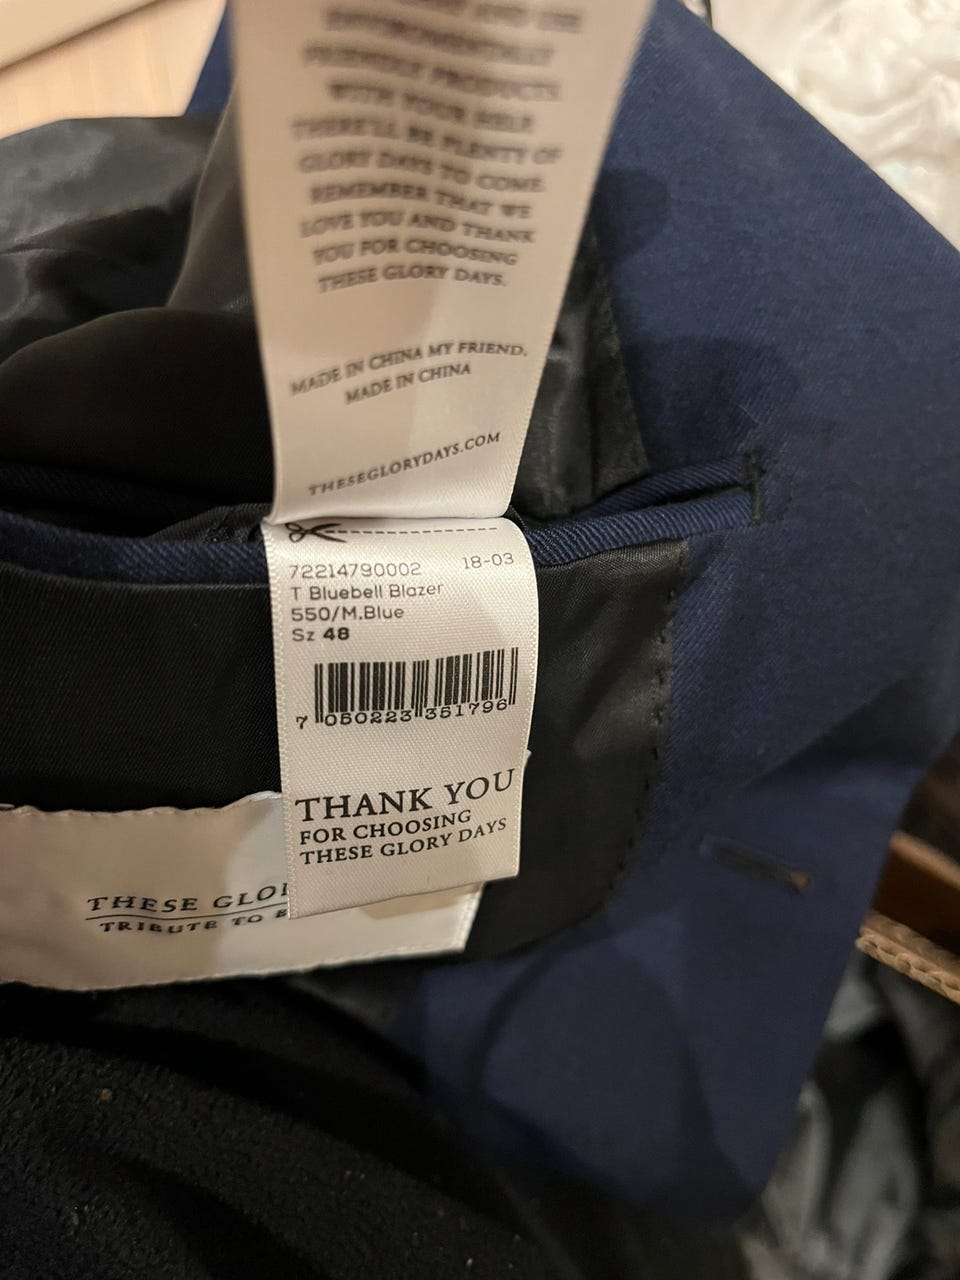 AND USE
ENVIRONMENTALLY
FRIENDLY PRODUCTS.
WITH YOUR HELP
THERE'LL BE PLENTY OF
GLORY DAYS TO COME.
REMEMBER THAT WE
LOVE YOU AND THANK
YOU FOR CHOOSING
THESE GLORY DAYS.
MADE IN CHINA MY FRIEND,
MADE IN CHINA
THESEGLORYDAYS.COM
72214790002 18-03
T Bluebell Blazer
550/M.Blue
Sz 48
7 050223 351796
THANK YOU
FOR CHOOSING
THESE GLORY DAYS
THESE GLO
TRIBUTE TO